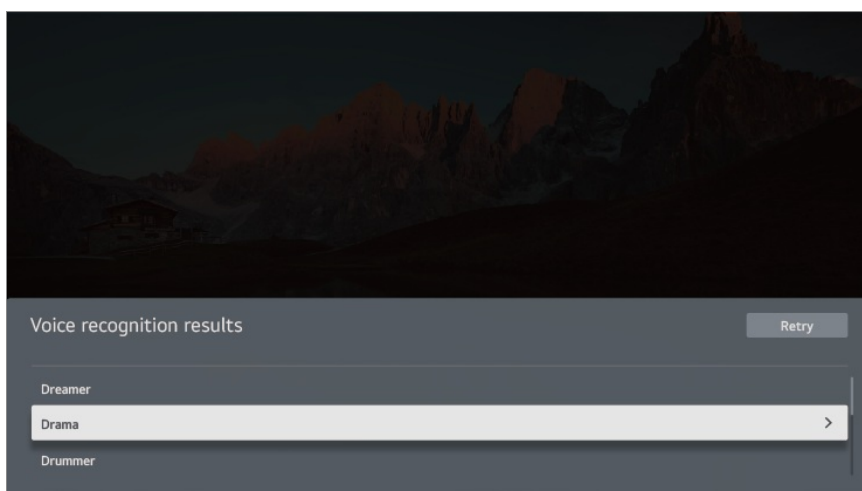 Voice recognition results
Retry
Dreamer
Drama
Drummer